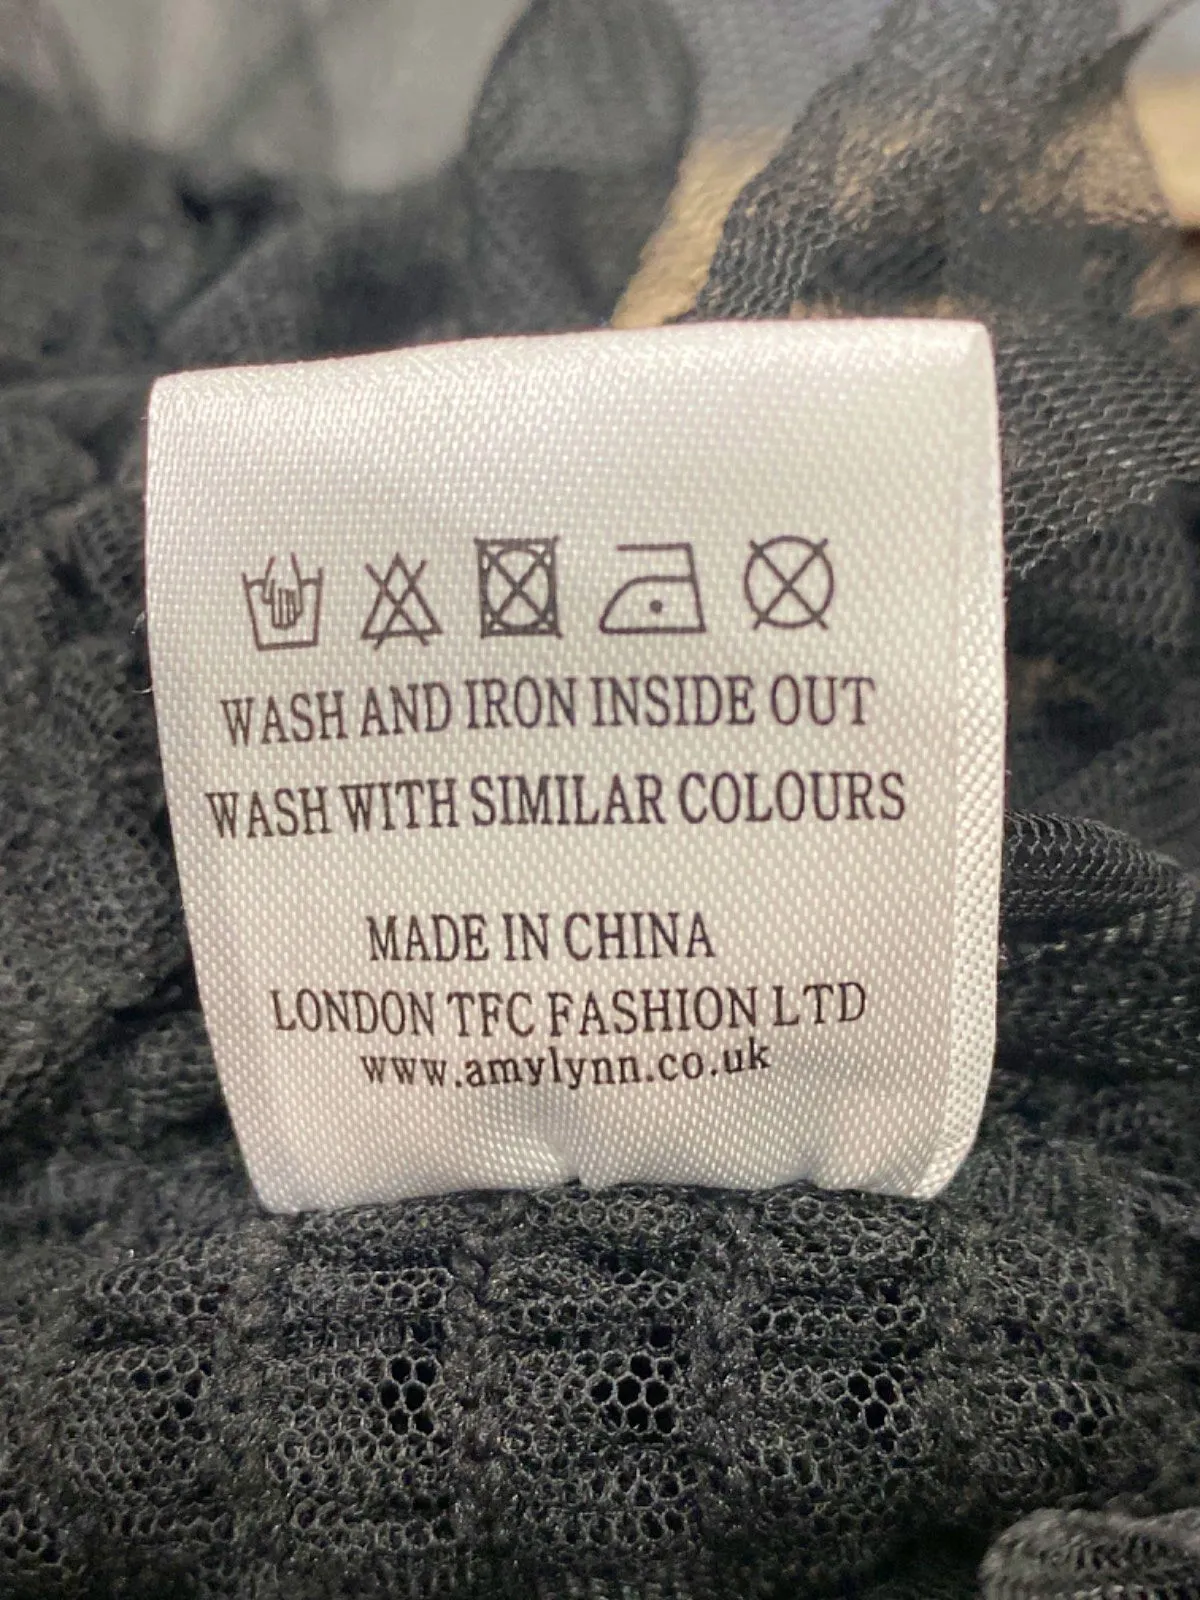 WASH AND IRON INSIDE OUT
WASH WITH SIMILAR COLOURS
MADE IN CHINA
LONDON TFC FASHION LTD
www.amylynn.co.uk